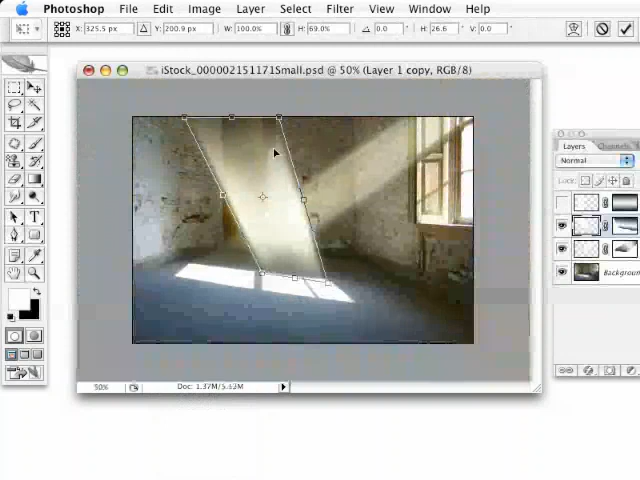 Photoshop File Edit Image Layer Select Filter View Window Help
X: 325.5 px Y: 200.9 px W: 100.0% H: 69.0% 0.0 ° H: 26.6 V: 0.0 °
iStock_000002151171Small.psd @ 50% (Layer 1 copy, RGB/8)
Layers Channels
Normal
Lock:
T
Background
50% Doc: 1.37M/5.53M